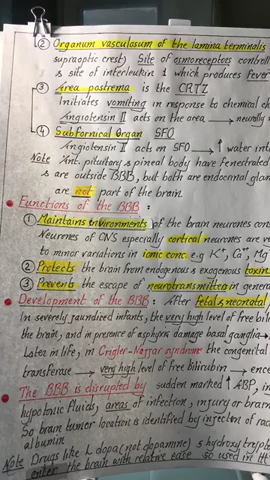 ② Organum vasculosum of the lamina terminalis
supraoptic crest) Site of osmoreceptors controll
& site of interleukin 1 which produces fever
③ Area postrema is the CRTZ
Initiates vomiting in response to chemical ch
Angiotensin II acts on the area → neurally
④ Subfornical Organ SFO
Angiotensin II acts on SFO → ↑ water int
Note Ant. pituitary & pineal body have fenestrated
& are outside BBB, but both are endocrinal glan
are not part of the brain.
• Functions of the BBB:
① Maintains environments of the brain neurones con
Neurones of CNS especially cortical neurones are ve
to minor variations in ionic conc. e.g K⁺, Ca⁺, Mg
② Protects the brain from endogenous & exogenous toxin
③ Prevents the escape of neurotransmitters in general
• Development of the BBB: After fetal & neonatal
In severely jaundiced infants, the very high level of free bili
the brain, and in presence of asphyxia damage basal ganglia →
Later in life, in Crigler-Najjar syndrome the congenital
transferase → very high level of free bilirubin → ence
• The BBB is disrupted by sudden marked ↑ ABP, in
hypotonic fluids, areas of infection, injury or brain
So brain tumor location is identified by injection of rad
albumin
Note Drugs like L dopa (not dopamine) & hydroxy trypto
enter the brain with relative ease so used in tt